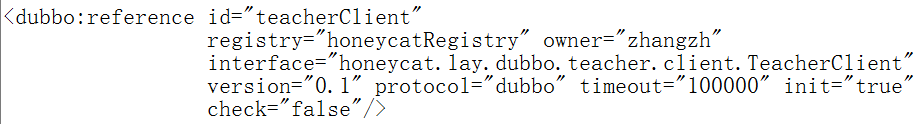 <dubbo:reference id="teacherClient"
registry="honeycatRegistry" owner="zhangzh"
interface="honeycat.lay.dubbo.teacher.client.TeacherClient"
version="0.1" protocol="dubbo" timeout="100000" init="true"
check="false"/>